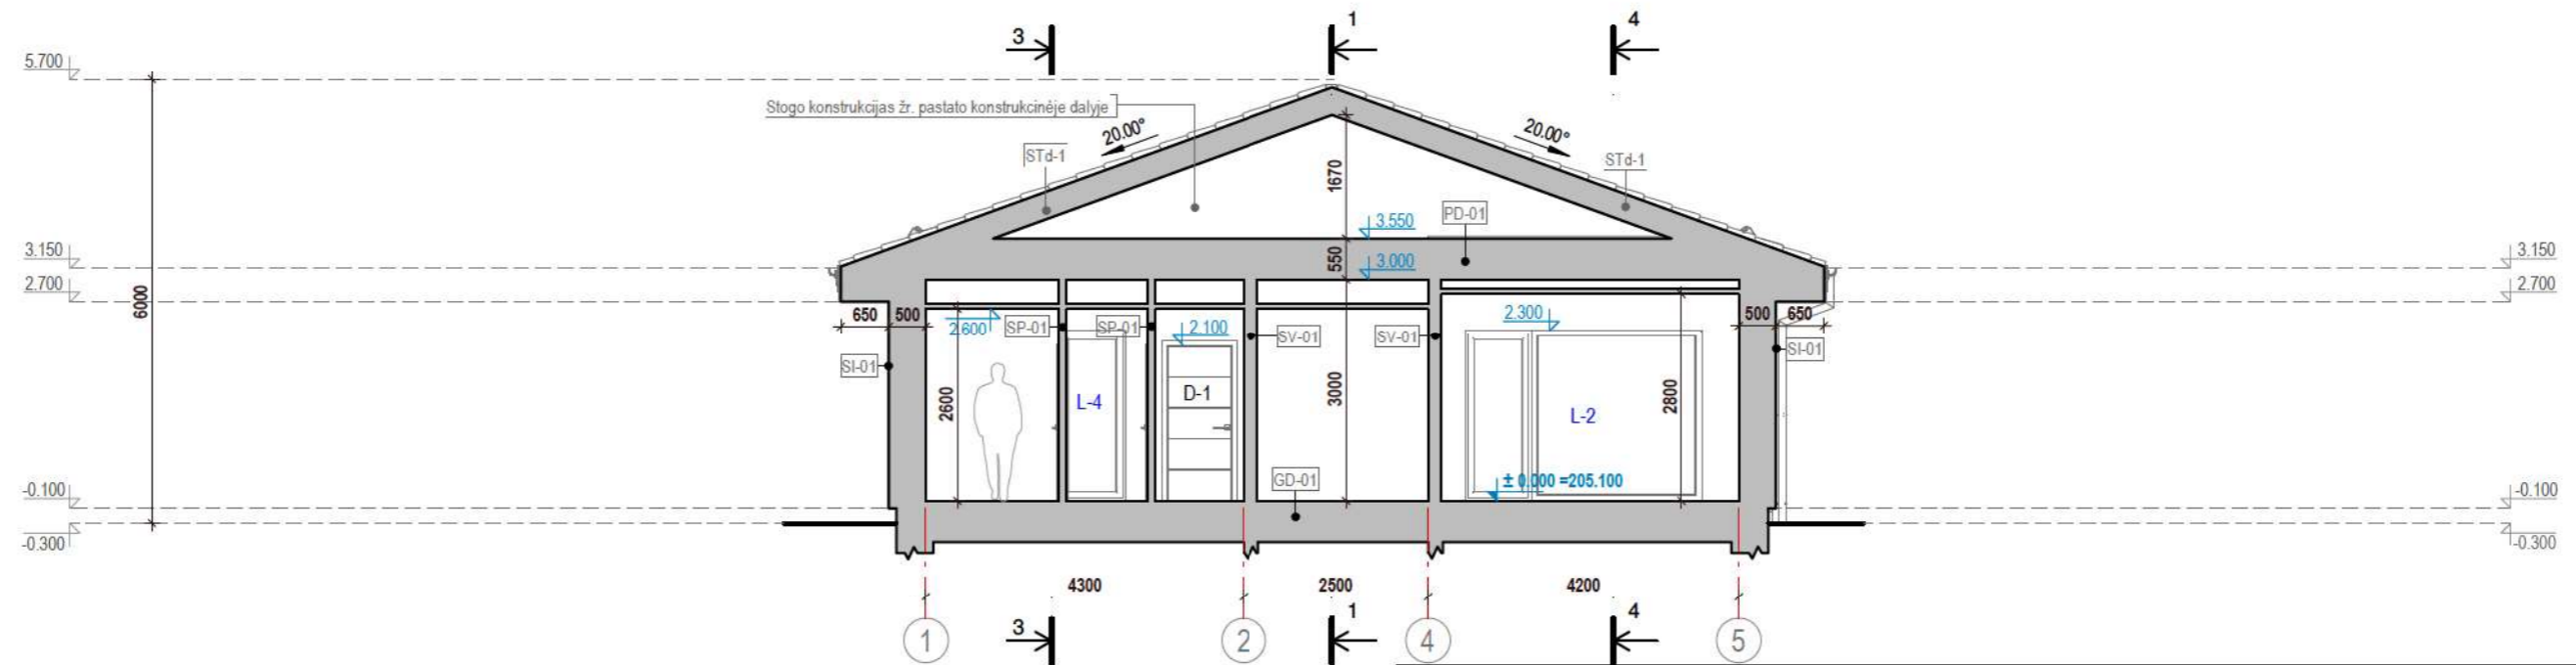 3
1
4
5.700
Stogo konstrukcijas žr. pastato konstrukcinėje dalyje
20.00°
20.00°
STd-1
STd-1
1670
3.550
PD-01
3.150
3.150
550
3.000
2.700
2.700
6000
650
500
2.600
SP-01
SP-01
2.100
SV-01
SV-01
2.300
500
650
SI-01
SI-01
2600
L-4
D-1
3000
L-2
2800
GD-01
± 0.000 =205.100
-0.100
-0.100
-0.300
-0.300
4300
2500
4200
3
1
4
1
2
4
5